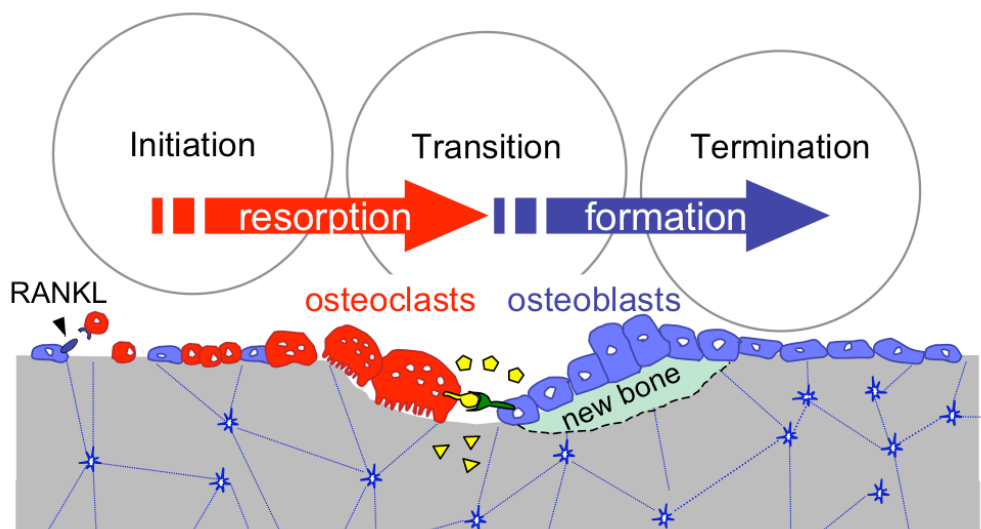 Initiation
Transition
Termination
resorption
formation
RANKL
osteoclasts
osteoblasts
new bone